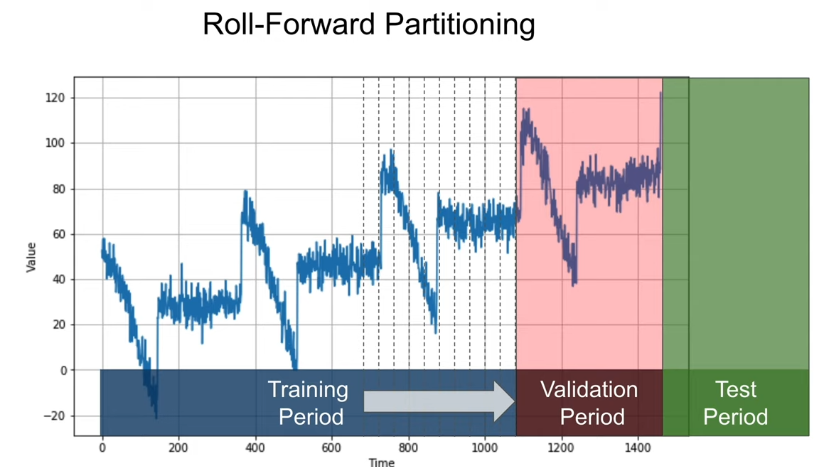 Roll-Forward Partitioning
120
100
80
60
40
20
0
−20
Value
Training
Period
Validation
Period
Test
Period
0 200 400 600 800 1000 1200 1400
Time